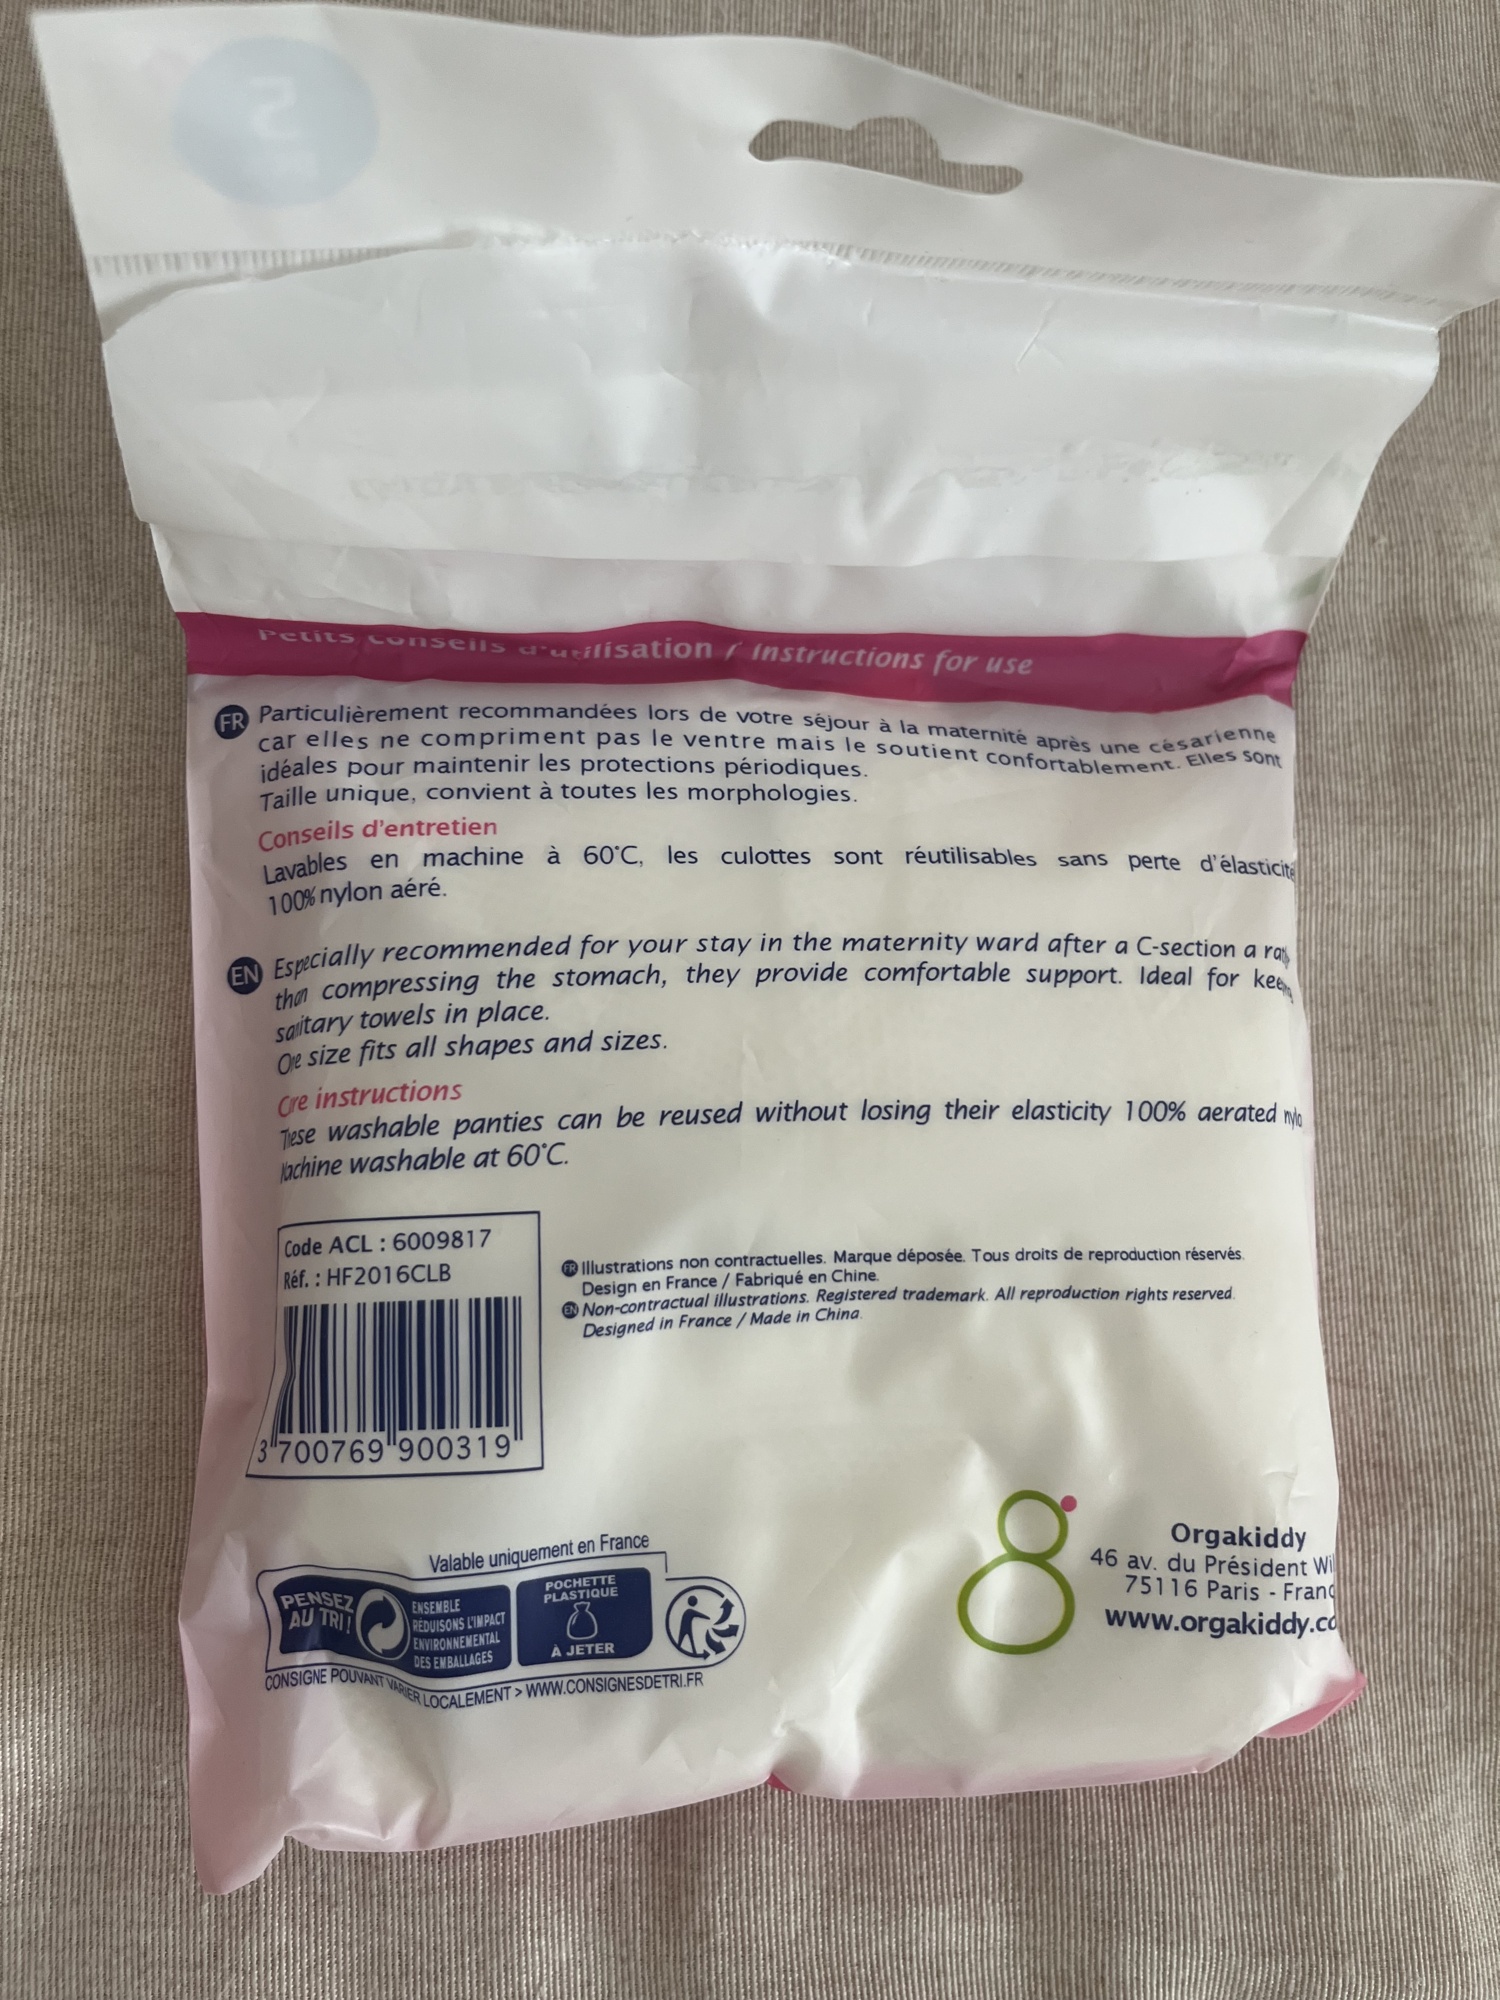 Petits conseils d'utilisation / Instructions for use
FR Particulièrement recommandées lors de votre séjour à la maternité après une césarienne
car elles ne compriment pas le ventre mais le soutient confortablement. Elles sont
idéales pour maintenir les protections périodiques.
Taille unique, convient à toutes les morphologies.
Conseils d'entretien
Lavables en machine à 60°C, les culottes sont réutilisables sans perte d'élasticité
100% nylon aéré.
EN Especially recommended for your stay in the maternity ward after a C-section a
than compressing the stomach, they provide comfortable support. Ideal for
sanitary towels in place.
One size fits all shapes and sizes.
Care instructions
These washable panties can be reused without losing their elasticity 100% aerated
Machine washable at 60°C.
Code ACL : 6009817
Réf. : HF2016CLB
3 700769 900319
FR Illustrations non contractuelles. Marque déposée. Tous droits de reproduction réservés.
Design en France / Fabriqué en Chine.
EN Non-contractual illustrations. Registered trademark. All reproduction rights reserved.
Designed in France / Made in China.
Valable uniquement en France
PENSEZ
AU TRI !
ENSEMBLE
RÉDUISONS L'IMPACT
ENVIRONNEMENTAL
DES EMBALLAGES
POCHETTE
PLASTIQUE
À JETER
CONSIGNE POUVANT VARIER LOCALEMENT > WWW.CONSIGNESDETRI.FR
Orgakiddy
46 av. du Président Wil
75116 Paris - Franc
www.orgakiddy.co